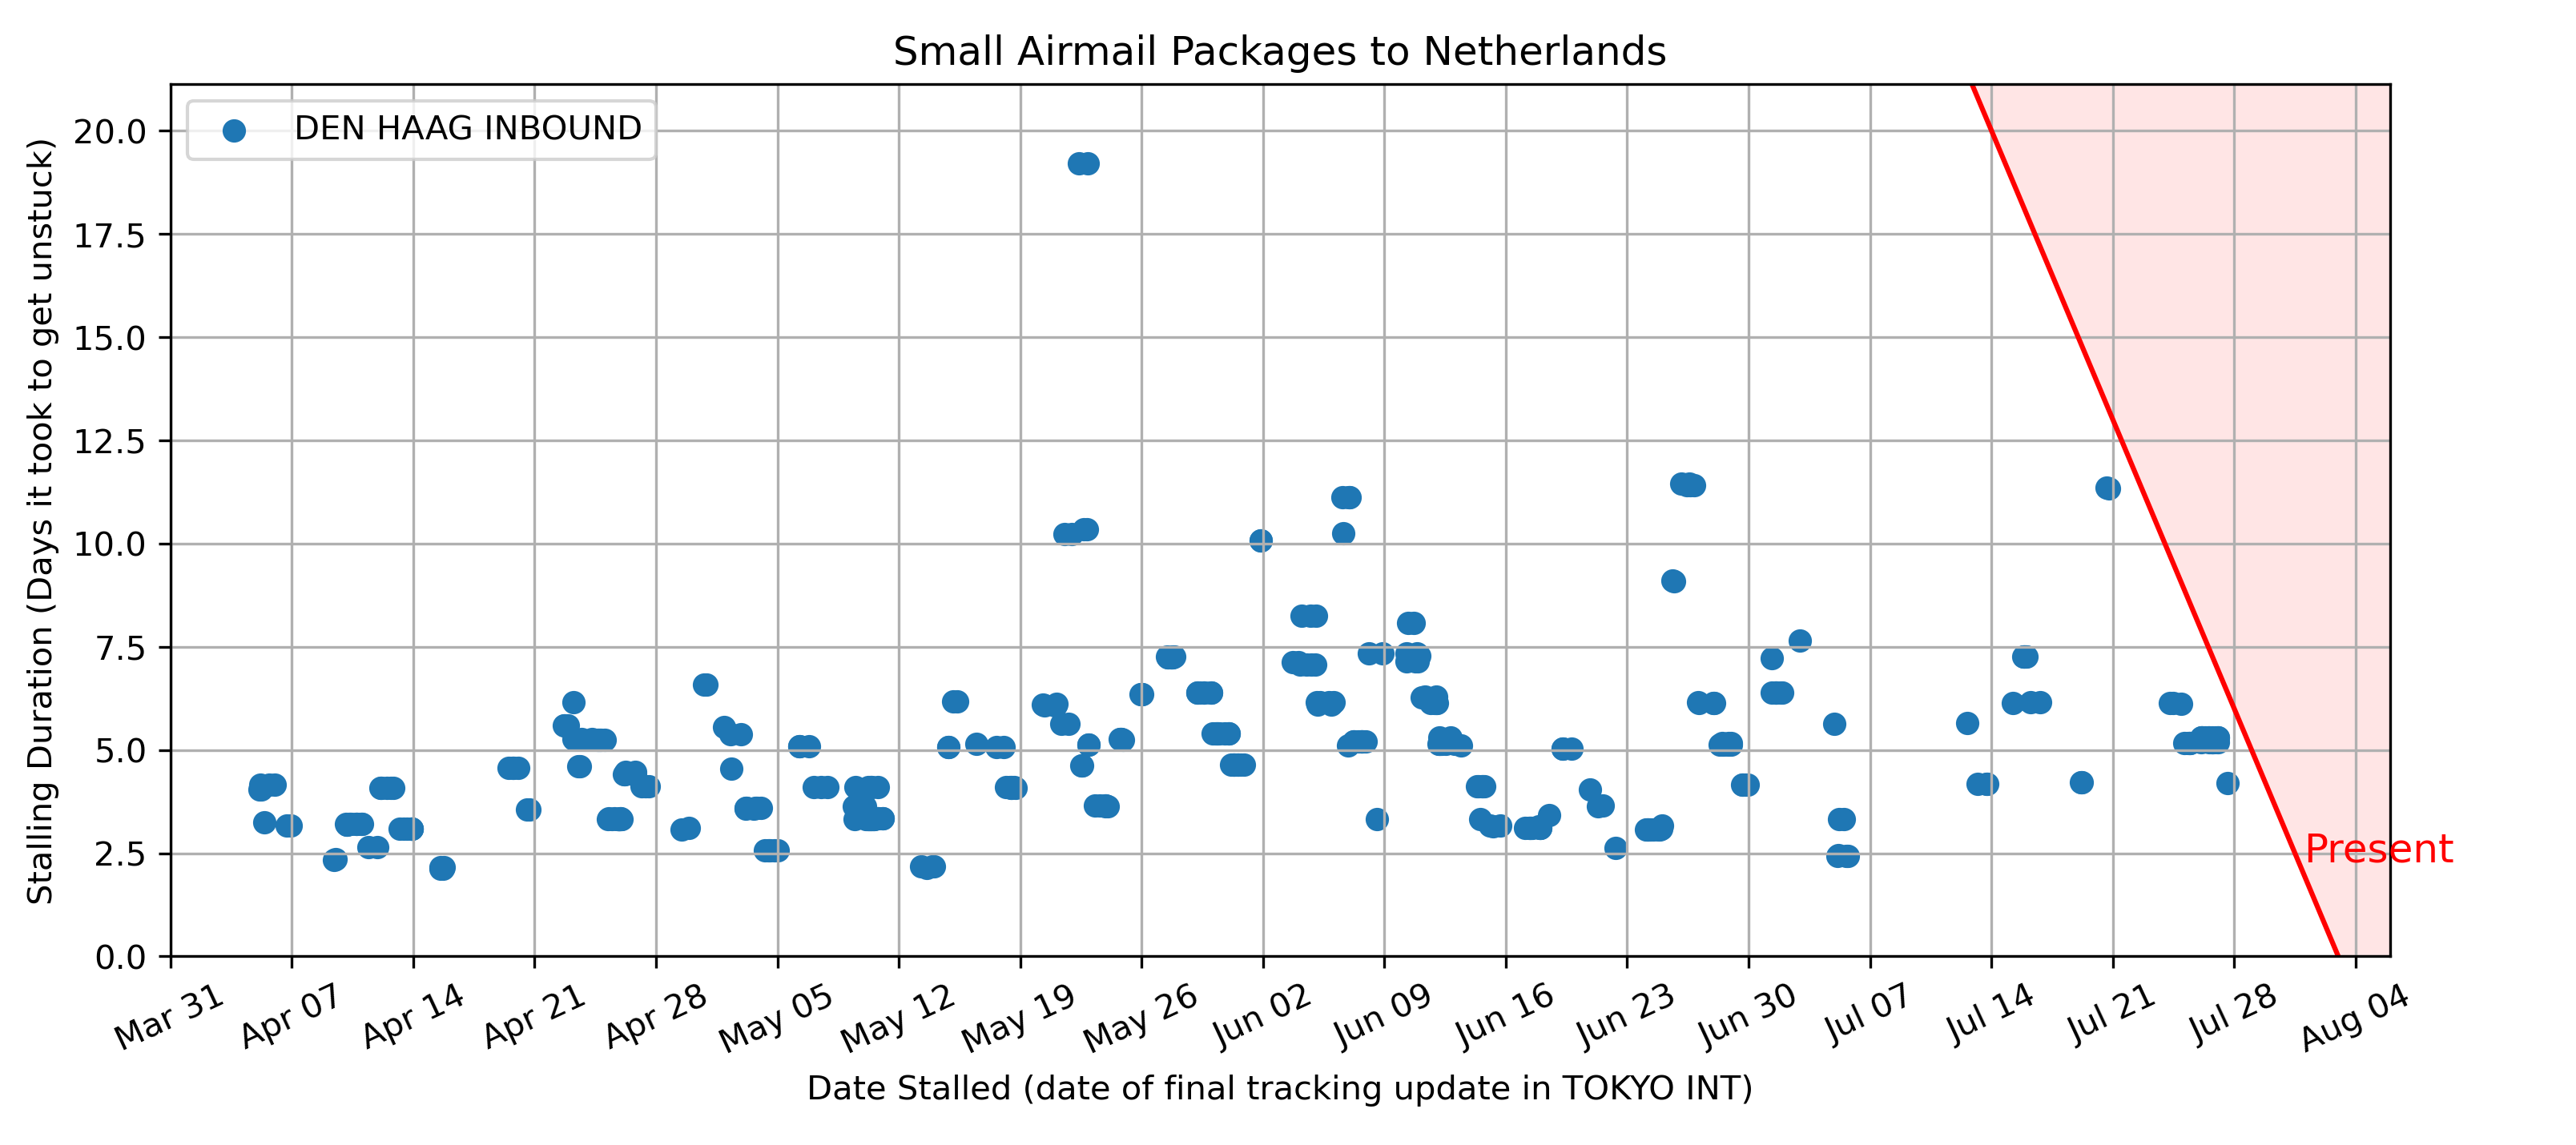 Small Airmail Packages to Netherlands
DEN HAAG INBOUND
Stalling Duration (Days it took to get unstuck)
20.0
17.5
15.0
12.5
10.0
7.5
5.0
2.5
0.0
Present
Mar 31
Apr 07
Apr 14
Apr 21
Apr 28
May 05
May 12
May 19
May 26
Jun 02
Jun 09
Jun 16
Jun 23
Jun 30
Jul 07
Jul 14
Jul 21
Jul 28
Aug 04
Date Stalled (date of final tracking update in TOKYO INT)